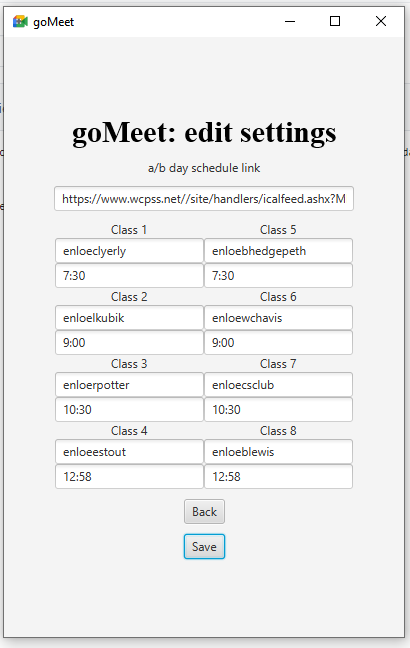 goMeet
goMeet: edit settings
a/b day schedule link
https://www.wcpss.net//site/handlers/icalfeed.ashx?M
Class 1 Class 5
enloeclyerly enloebhedgepeth
7:30 7:30
Class 2 Class 6
enloelkubik enloewchavis
9:00 9:00
Class 3 Class 7
enloerpotter enloecsclub
10:30 10:30
Class 4 Class 8
enloeestout enloeblewis
12:58 12:58
Back
Save